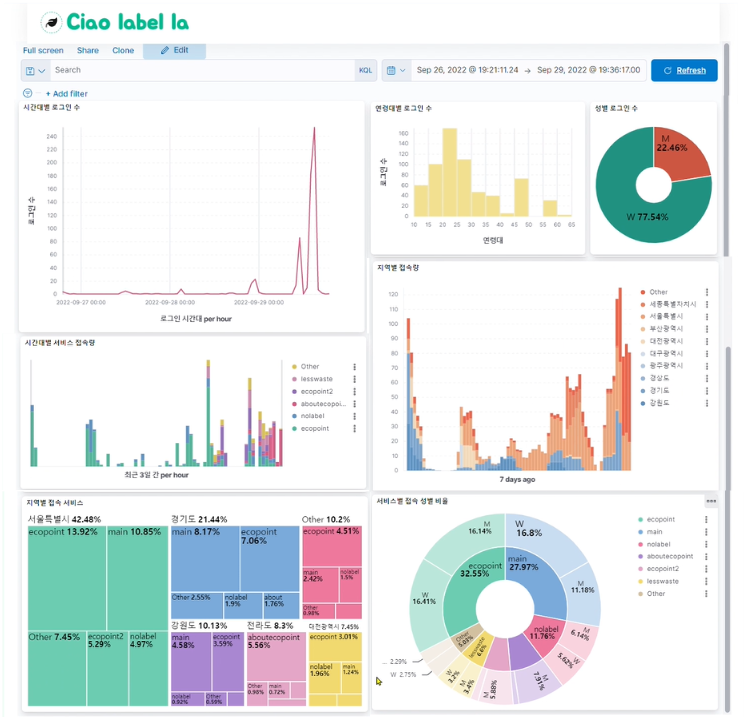 Ciao label la
Full screen Share Clone Edit
Search KQL Sep 26, 2022 @ 19:21:11.24 → Sep 29, 2022 @ 19:36:17.00 Refresh
+ Add filter
시간대별 로그인 수
240
220
200
180
160
140
120
100
80
60
40
20
0
로그인 수
2022-09-27 00:00 2022-09-28 00:00 2022-09-29 00:00
로그인 시간대 per hour
연령대별 로그인 수
160
140
120
100
80
60
40
20
0
로그인 수
10 15 20 25 30 35 40 45 50 55 60 65
연령대
성별 로그인 수
M
22.46%
W 77.54%
시간대별 서비스 접속량
Other
lesswaste
ecopoint2
aboutecopoi...
nolabel
ecopoint
최근 3일 간 per hour
지역별 접속량
120
110
100
90
80
70
60
50
40
30
20
10
0
7 days ago
Other
세종특별자치시
서울특별시
부산광역시
대전광역시
대구광역시
광주광역시
경상도
경기도
강원도
지역별 접속 서비스
서울특별시 42.48%
ecopoint 13.92%
main 10.85%
Other 7.45%
ecopoint2
5.29%
nolabel
4.97%
경기도 21.44%
main 8.17%
ecopoint
7.06%
Other 2.55%
nolabel
1.9%
about
1.76%
Other 10.2%
ecopoint 4.51%
main
2.42%
nolabel
1.5%
Other
0.98%
강원도 10.13%
main
4.58%
ecopoint
3.59%
nolabel
0.92%
Other
0.59%
전라도 8.3%
aboutecopoint
5.56%
Other
0.98%
main
0.72%
대전광역시 7.45%
ecopoint 3.01%
nolabel
1.96%
main
1.24%
서비스별 접속 성별 비율
M
16.14%
W
16.8%
ecopoint
32.55%
main
27.97%
M
11.18%
W
16.41%
nolabel
11.76%
M
6.14%
W
5.62%
M
7.91%
M
5.88%
M
3.4%
W
3.2%
Other
5.03%
lesswaste
6.6%
... 2.29%
W 2.75%
ecopoint
main
nolabel
aboutecopoint
ecopoint2
lesswaste
Other